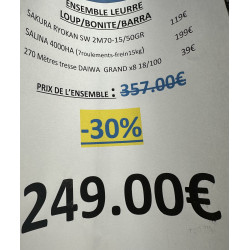 ENSEMBLE LEURRE
LOUP/BONITE/BARRA
SAKURA RYOKAN SW 2M70-15/50GR 119€
SALINA 4000HA (7roulements-frein15kg) 199€
270 Mètres tresse DAIWA GRAND x8 18/100 39€
PRIX DE L'ENSEMBLE : 357.00€
-30%
249.00€